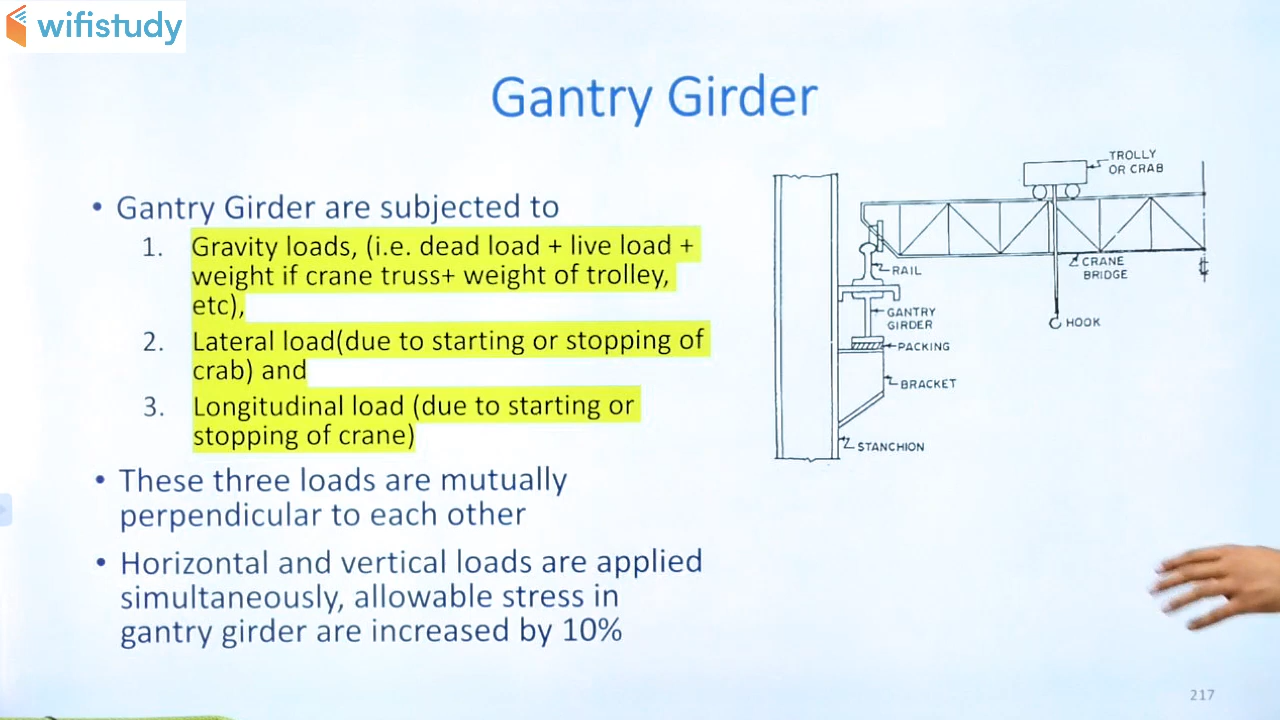 wifistudy
Gantry Girder
• Gantry Girder are subjected to
1. Gravity loads, (i.e. dead load + live load +
weight if crane truss+ weight of trolley,
etc),
2. Lateral load(due to starting or stopping of
crab) and
3. Longitudinal load (due to starting or
stopping of crane)
• These three loads are mutually
perpendicular to each other
• Horizontal and vertical loads are applied
simultaneously, allowable stress in
gantry girder are increased by 10%
TROLLY
OR CRAB
RAIL
CRANE
BRIDGE
GANTRY
GIRDER
HOOK
PACKING
BRACKET
STANCHION
217